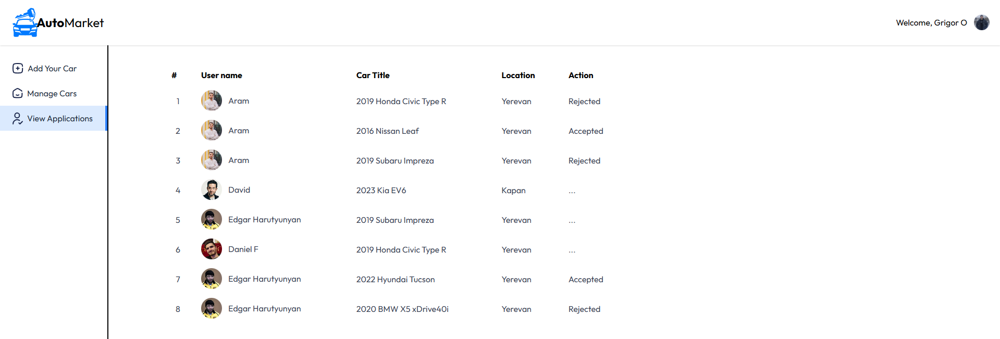 AutoMarket
Welcome, Grigor O
Add Your Car
Manage Cars
View Applications
# User name Car Title Location Action
1 Aram 2019 Honda Civic Type R Yerevan Rejected
2 Aram 2016 Nissan Leaf Yerevan Accepted
3 Aram 2019 Subaru Impreza Yerevan Rejected
4 David 2023 Kia EV6 Kapan ...
5 Edgar Harutyunyan 2019 Subaru Impreza Yerevan ...
6 Daniel F 2019 Honda Civic Type R Yerevan ...
7 Edgar Harutyunyan 2022 Hyundai Tucson Yerevan Accepted
8 Edgar Harutyunyan 2020 BMW X5 xDrive40i Yerevan Rejected